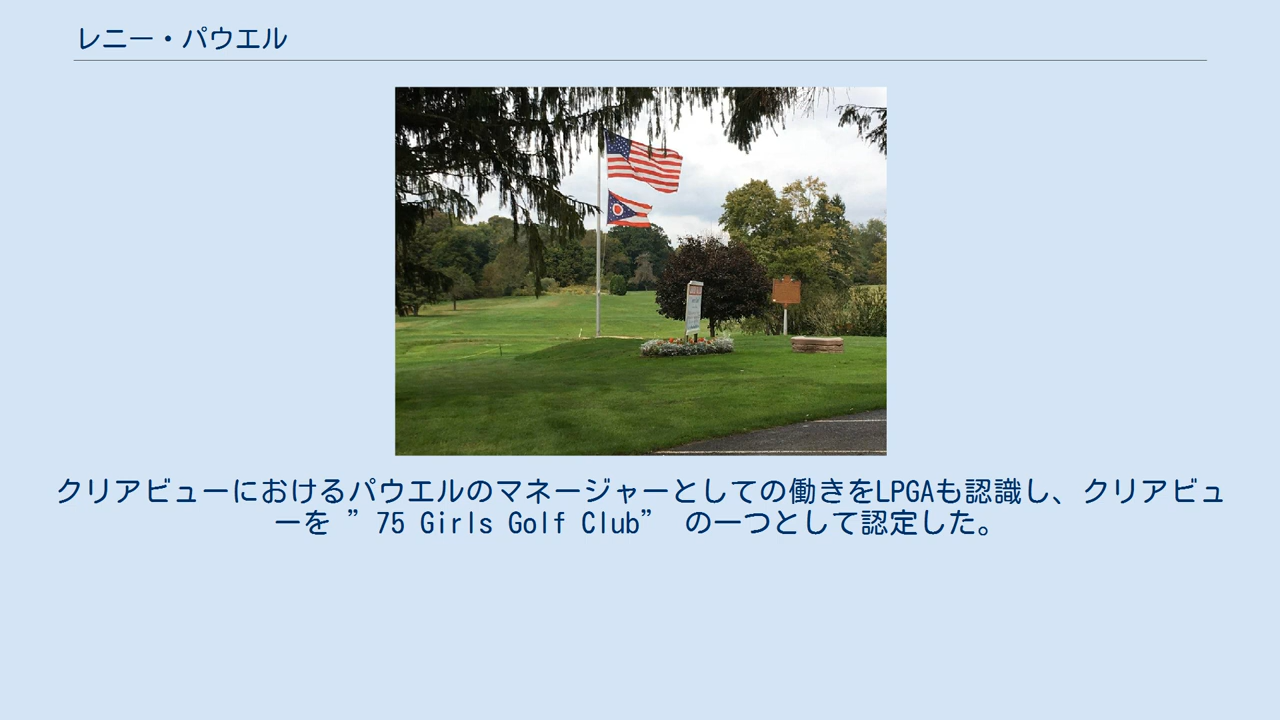 レニー・パウエル
クリアビューにおけるパウエルのマネージャーとしての働きをLPGAも認識し、クリアビュ
ーを ”75 Girls Golf Club” の一つとして認定した。